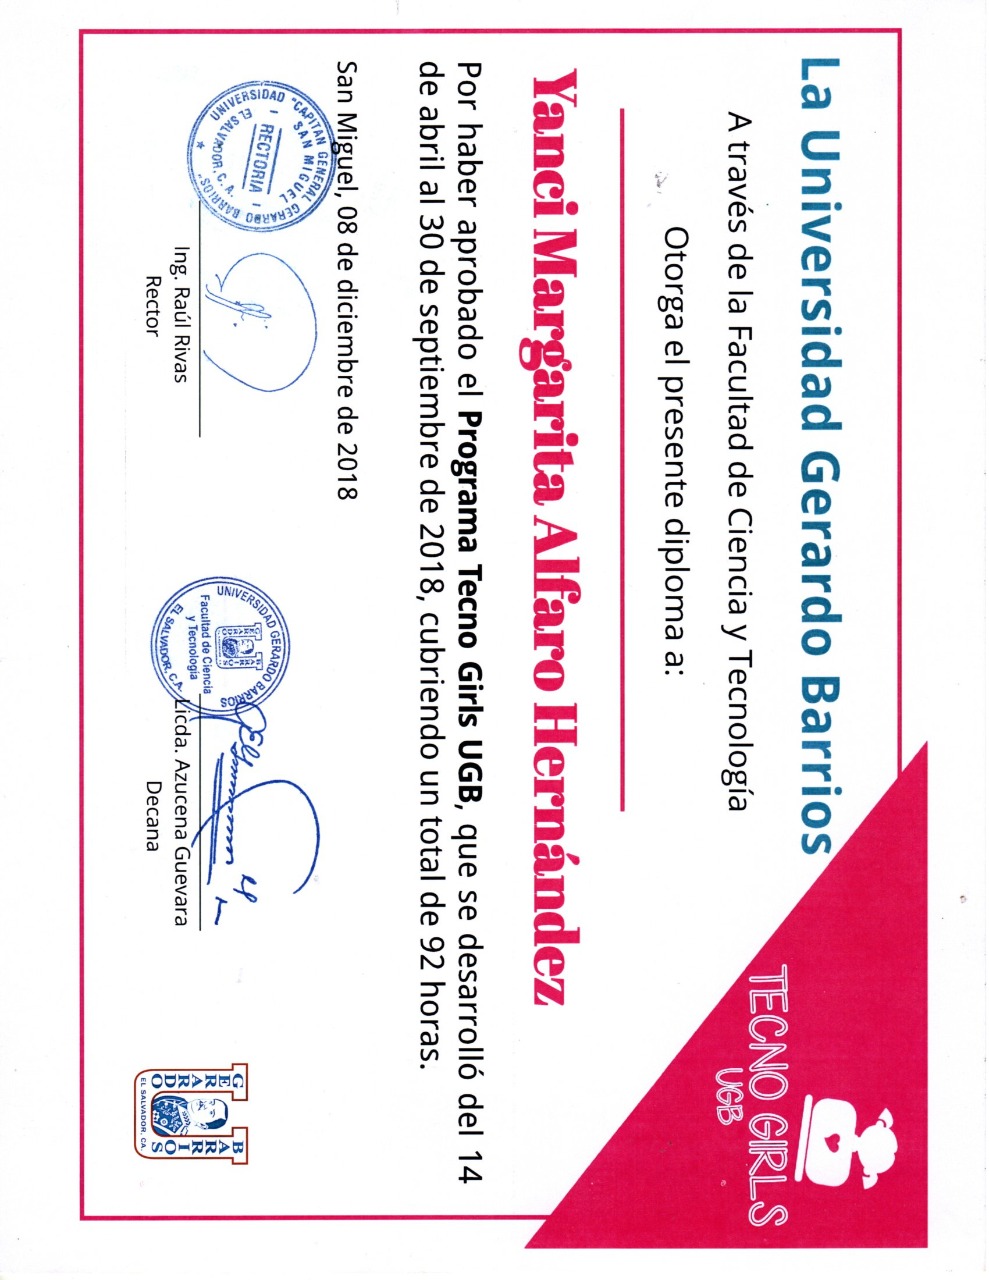 La Universidad Gerardo Barrios
TECNO GIRLS
UGB
A través de la Facultad de Ciencia y Tecnología
Otorga el presente diploma a:
Yanci Margarita Alfaro Hernández
Por haber aprobado el Programa Tecno Girls UGB, que se desarrolló del 14
de abril al 30 de septiembre de 2018, cubriendo un total de 92 horas.
San Miguel, 08 de diciembre de 2018
UNIVERSIDAD "CAPITAN GENERAL GERARDO BARRIOS"
SAN MIGUEL
RECTORIA
EL SALVADOR, C. A.
Ing. Raúl Rivas
Rector
UNIVERSIDAD GERARDO BARRIOS
GERARDO BARRIOS
Facultad de Ciencia
y Tecnología
EL SALVADOR, C.A.
Licda. Azucena Guevara
Decana
GERARDO
BARRIOS
EL SALVADOR, CA.